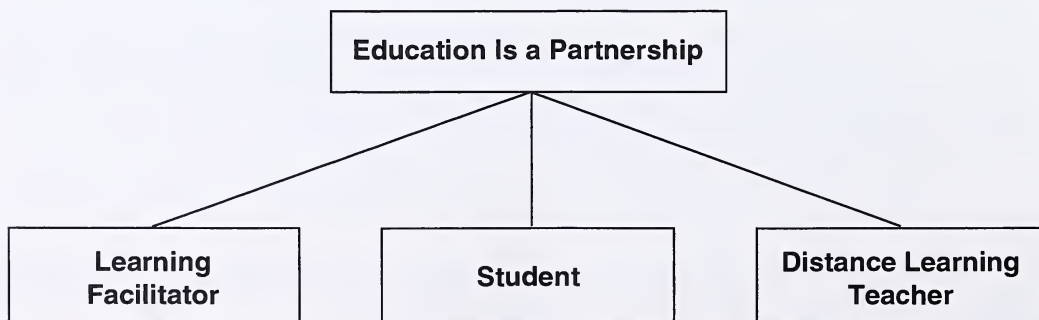 Education Is a Partnership
Learning
Facilitator
Student
Distance Learning
Teacher